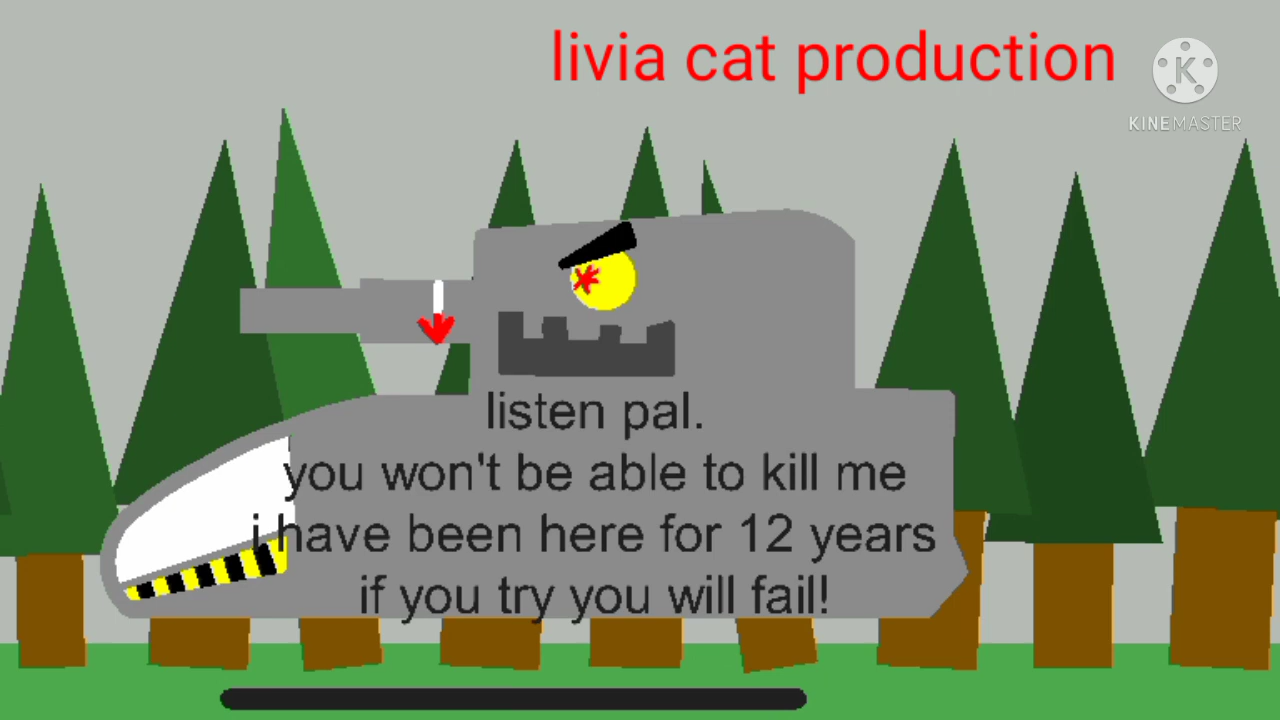 livia cat production
K
KINEMASTER
listen pal.
you won't be able to kill me
i have been here for 12 years
if you try you will fail!